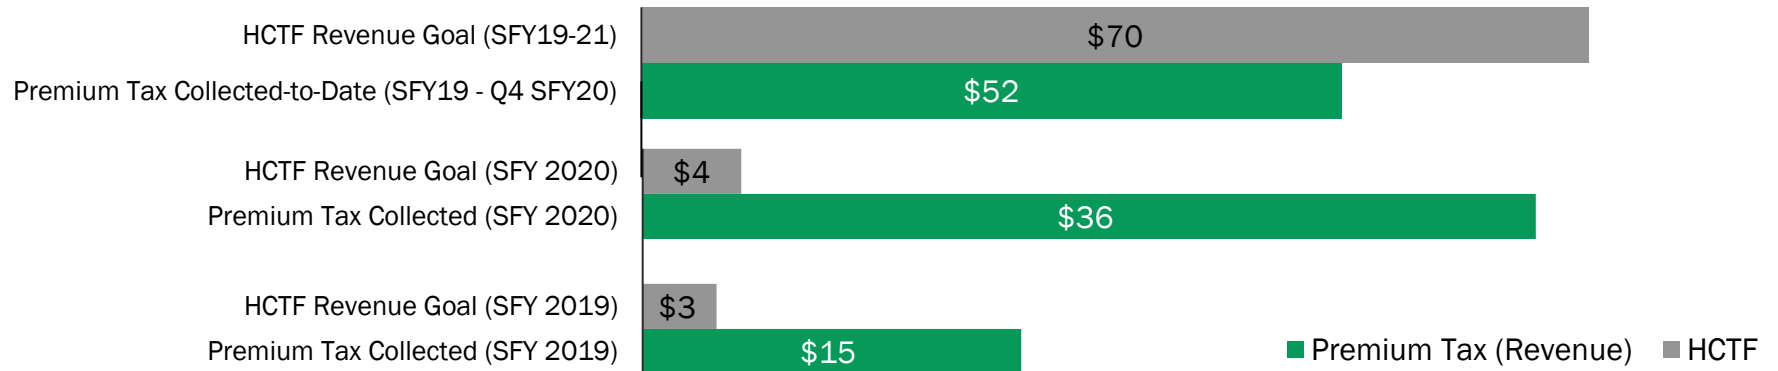 HCTF Revenue Goal (SFY19-21)
$70
Premium Tax Collected-to-Date (SFY19 - Q4 SFY20)
$52
HCTF Revenue Goal (SFY 2020)
$4
Premium Tax Collected (SFY 2020)
$36
HCTF Revenue Goal (SFY 2019)
$3
Premium Tax Collected (SFY 2019)
$15
Premium Tax (Revenue)
HCTF